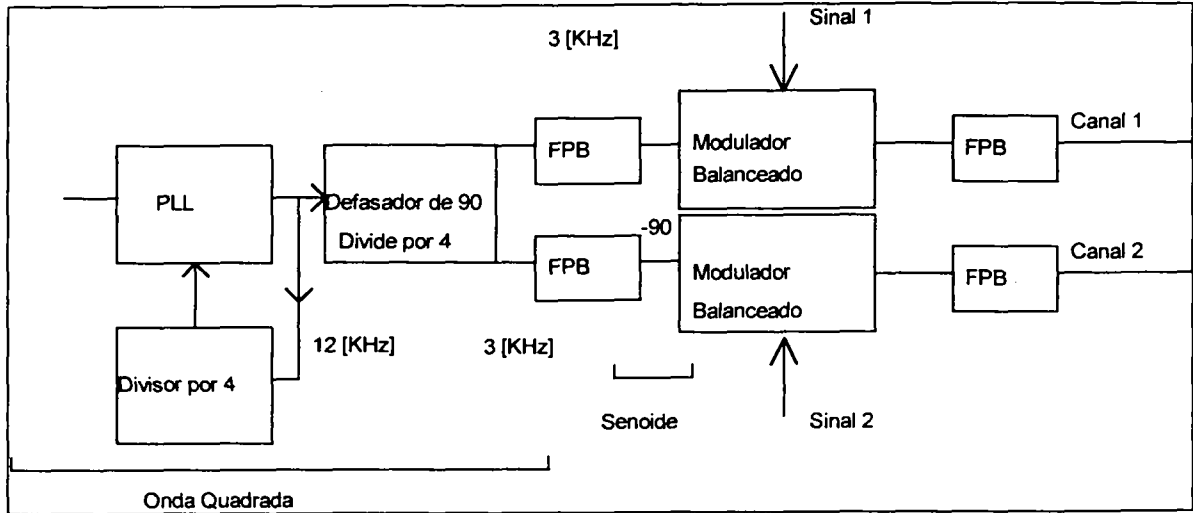 Sinal 1
3 [KHz]
FPB
Modulador
Balanceado
FPB
Canal 1
PLL
Defasador de 90
Divide por 4
-90
FPB
Modulador
Balanceado
FPB
Canal 2
12 [KHz]
3 [KHz]
Divisor por 4
Senoide
Sinal 2
Onda Quadrada